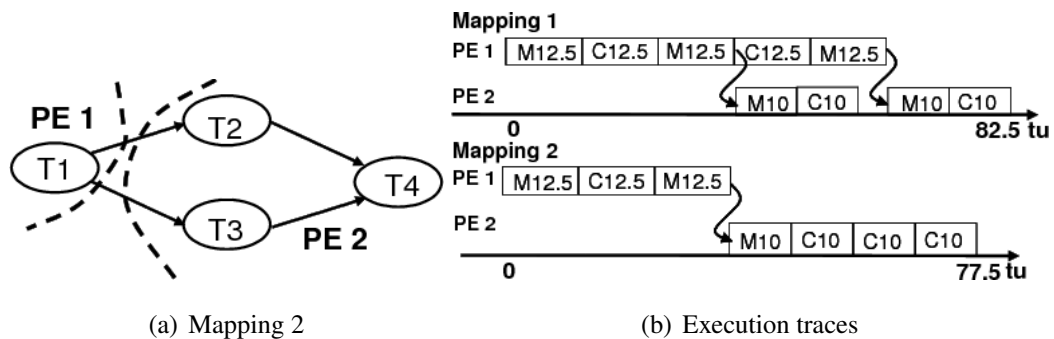 PE 1
T1
T2
T3
T4
PE 2
(a) Mapping 2
Mapping 1
PE 1 M12.5 C12.5 M12.5 C12.5 M12.5
PE 2 M10 C10 M10 C10
0 82.5 tu
Mapping 2
PE 1 M12.5 C12.5 M12.5
PE 2 M10 C10 C10 C10
0 77.5 tu
(b) Execution traces